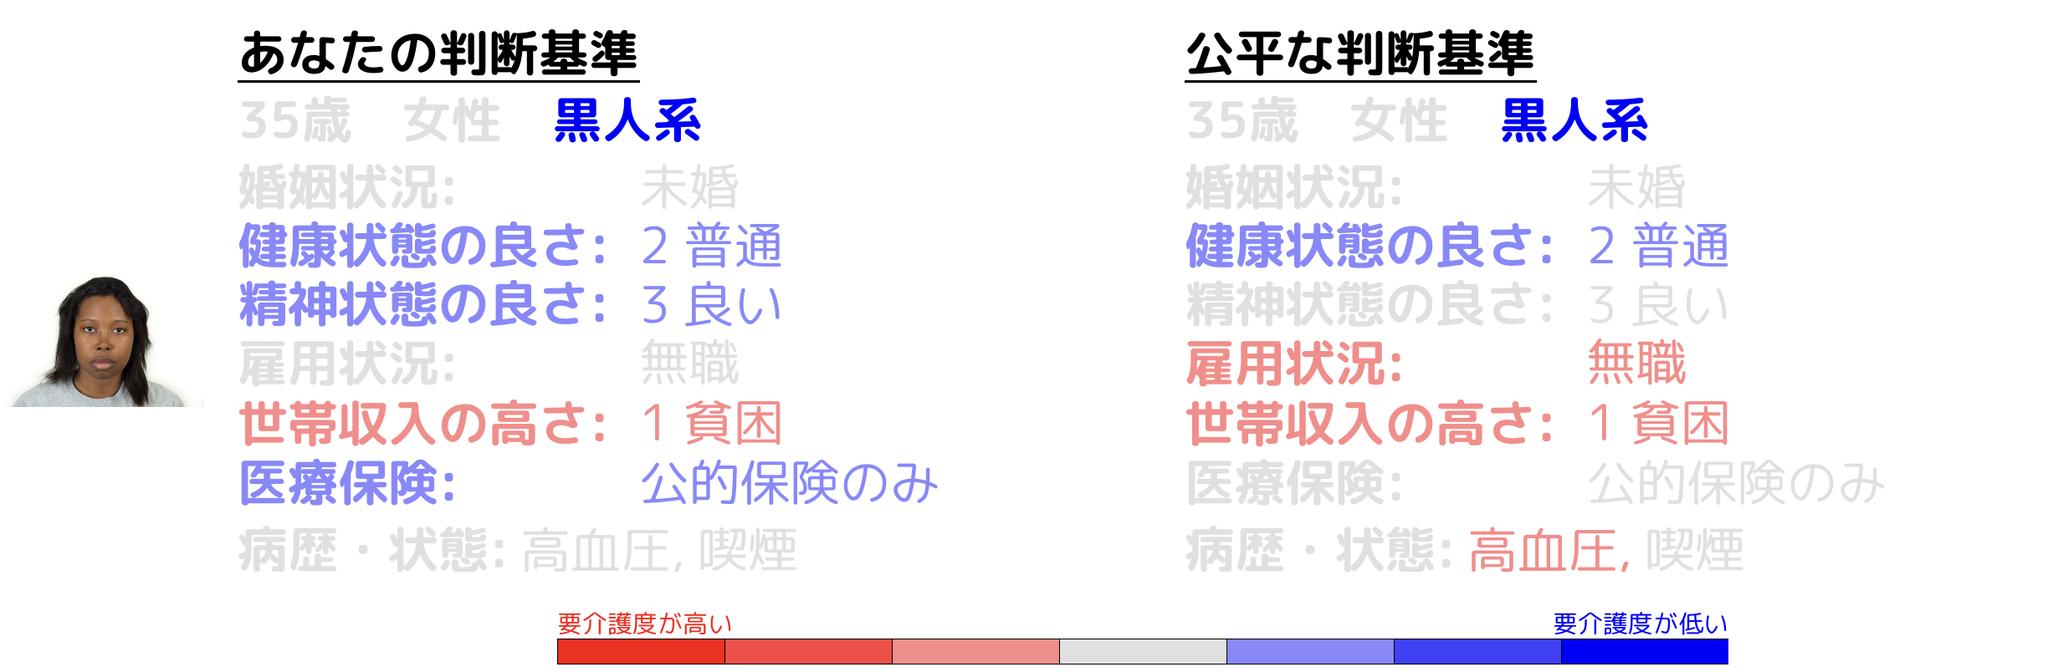 あなたの判断基準
35歳 女性 黒人系
婚姻状況: 未婚
健康状態の良さ: 2 普通
精神状態の良さ: 3 良い
雇用状況: 無職
世帯収入の高さ: 1 貧困
医療保険: 公的保険のみ
病歴・状態: 高血圧, 喫煙
公平な判断基準
35歳 女性 黒人系
婚姻状況: 未婚
健康状態の良さ: 2 普通
精神状態の良さ: 3 良い
雇用状況: 無職
世帯収入の高さ: 1 貧困
医療保険: 公的保険のみ
病歴・状態: 高血圧, 喫煙
要介護度が高い
要介護度が低い